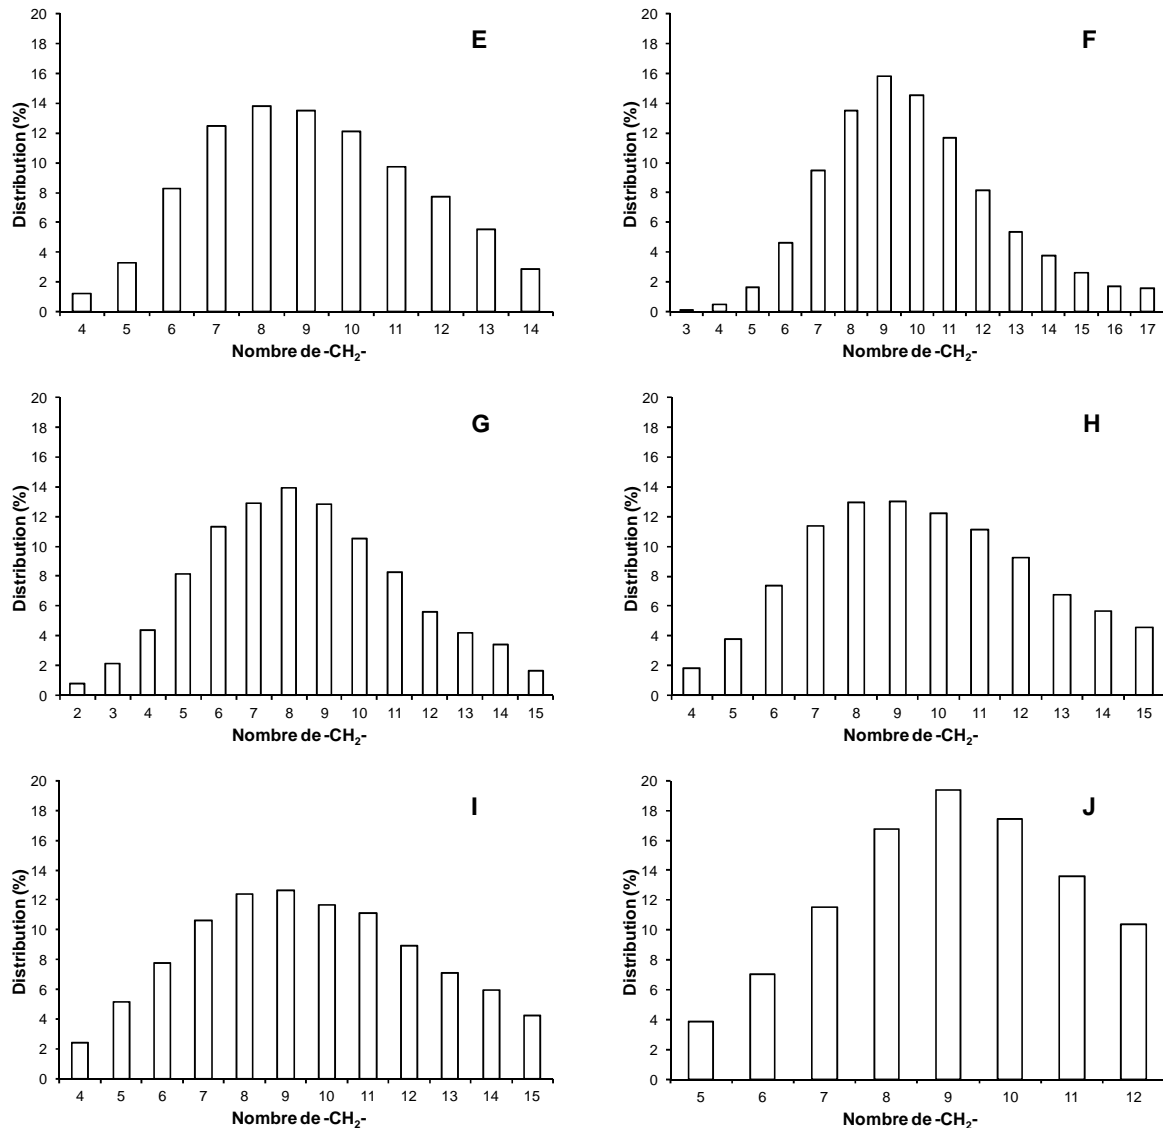 E
Distribution (%)
20
18
16
14
12
10
8
6
4
2
0
4 5 6 7 8 9 10 11 12 13 14
Nombre de -CH₂-
F
Distribution (%)
20
18
16
14
12
10
8
6
4
2
0
3 4 5 6 7 8 9 10 11 12 13 14 15 16 17
Nombre de -CH₂-
G
Distribution (%)
20
18
16
14
12
10
8
6
4
2
0
2 3 4 5 6 7 8 9 10 11 12 13 14 15
Nombre de -CH₂-
H
Distribution (%)
20
18
16
14
12
10
8
6
4
2
0
4 5 6 7 8 9 10 11 12 13 14 15
Nombre de -CH₂-
I
Distribution (%)
20
18
16
14
12
10
8
6
4
2
0
4 5 6 7 8 9 10 11 12 13 14 15
Nombre de -CH₂-
J
Distribution (%)
20
18
16
14
12
10
8
6
4
2
0
5 6 7 8 9 10 11 12
Nombre de -CH₂-